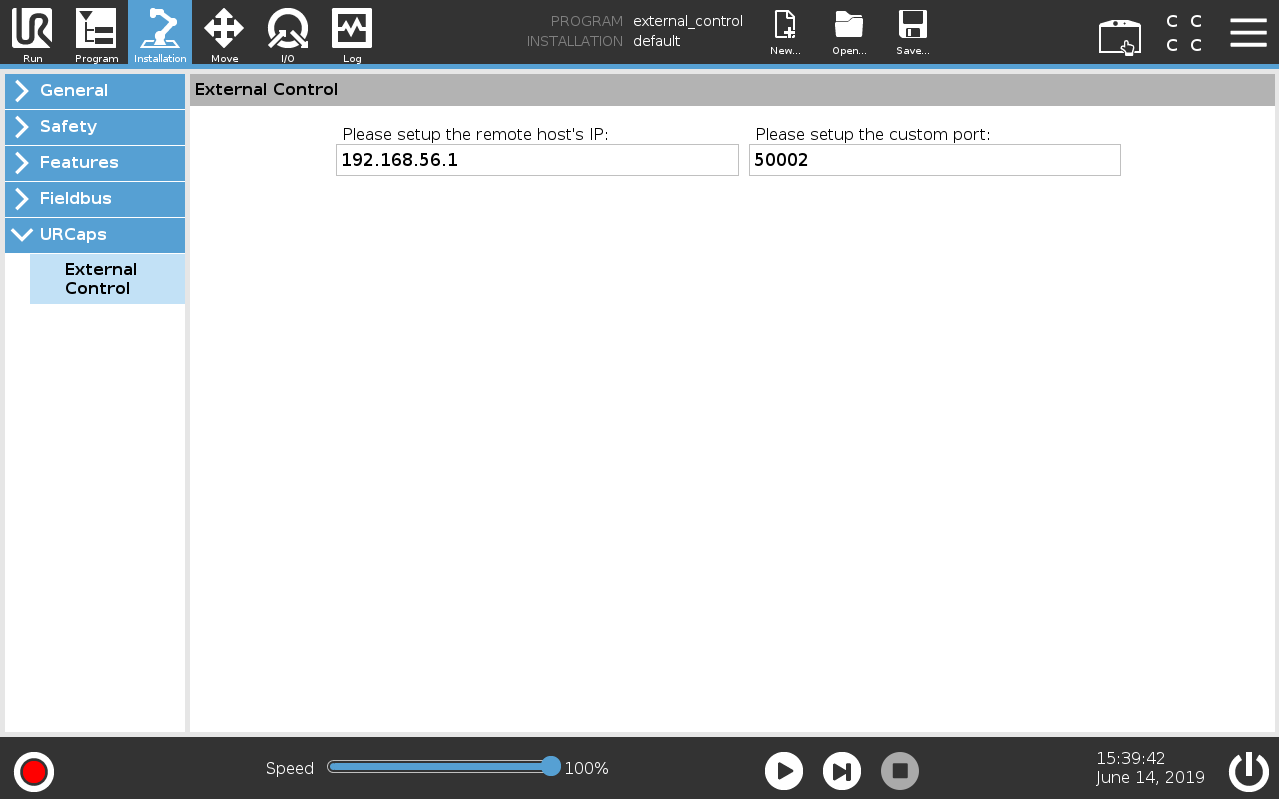 PROGRAM external_control
INSTALLATION default
Run
Program
Installation
Move
I/O
Log
New...
Open...
Save...
C C
C C
General
Safety
Features
Fieldbus
URCaps
External
Control
External Control
Please setup the remote host's IP:
192.168.56.1
Please setup the custom port:
50002
Speed
100%
15:39:42
June 14, 2019